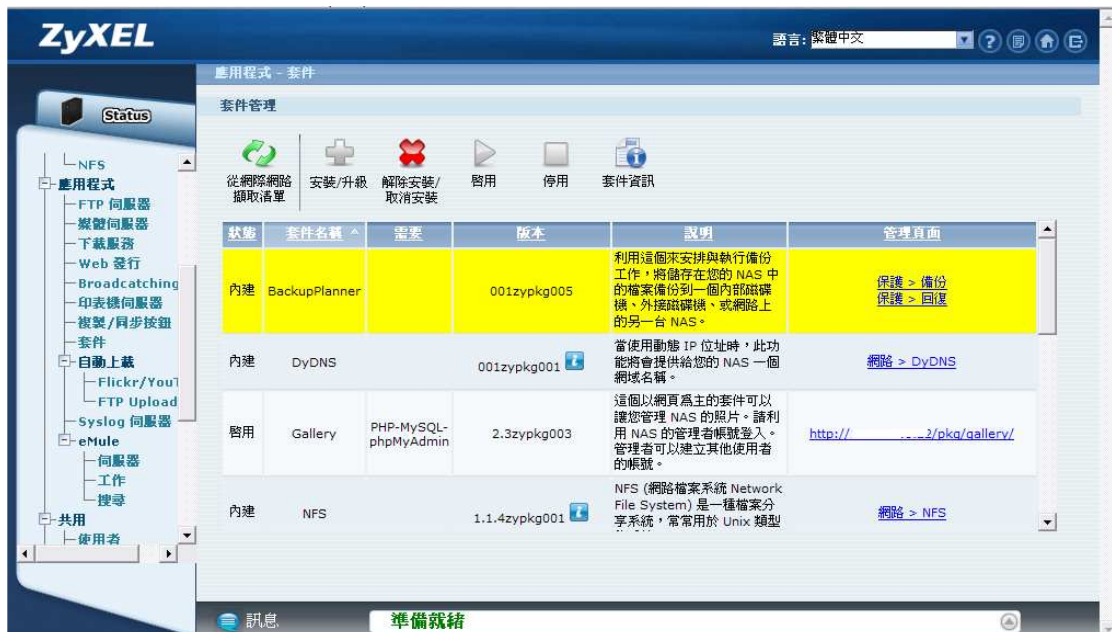 ZyXEL
語言:
繁體中文
應用程式 - 套件
Status
NFS
應用程式
FTP 伺服器
媒體伺服器
下載服務
Web 發行
Broadcatching
印表機伺服器
複製/同步按鈕
套件
自動上載
Flickr/YouT
FTP Upload
Syslog 伺服器
eMule
伺服器
工作
搜尋
共用
使用者
套件管理
從網際網路
擷取清單
安裝/升級
解除安裝/
取消安裝
啟用
停用
套件資訊
狀態 套件名稱 需要 版本 說明 管理頁面
內建 BackupPlanner 001zypkg005
利用這個來安排與執行備份
工作，將儲存在您的 NAS 中
的檔案備份到一個內部磁碟
機、外接磁碟機、或網路上
的另一台 NAS。
保護 > 備份
保護 > 回復
內建 DyDNS 001zypkg001
當使用動態 IP 位址時，此功
能將會提供給您的 NAS 一個
網域名稱。
網路 > DyDNS
啟用 Gallery
PHP-MySQL-
phpMyAdmin
2.3zypkg003
這個以網頁為主的套件可以
讓您管理 NAS 的照片。請利
用 NAS 的管理者帳號登入。
管理者可以建立其他使用者
的帳號。
http:// /pkg/gallery/
內建 NFS 1.1.4zypkg001
NFS (網路檔案系統 Network
File System) 是一種檔案分
享系統，常常用於 Unix 類型
網路 > NFS
訊息
準備就緒